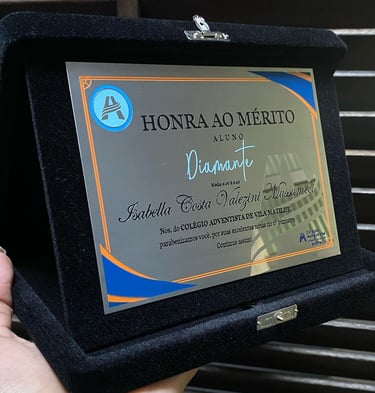 HONRA AO MÉRITO
ALUNO
Diamante
Isabella Costa Valezini
Nós, do COLÉGIO ADVENTISTA DE VILA MATILDE
parabenizamos você, por suas excelentes notas no bimestre
Continue assim!